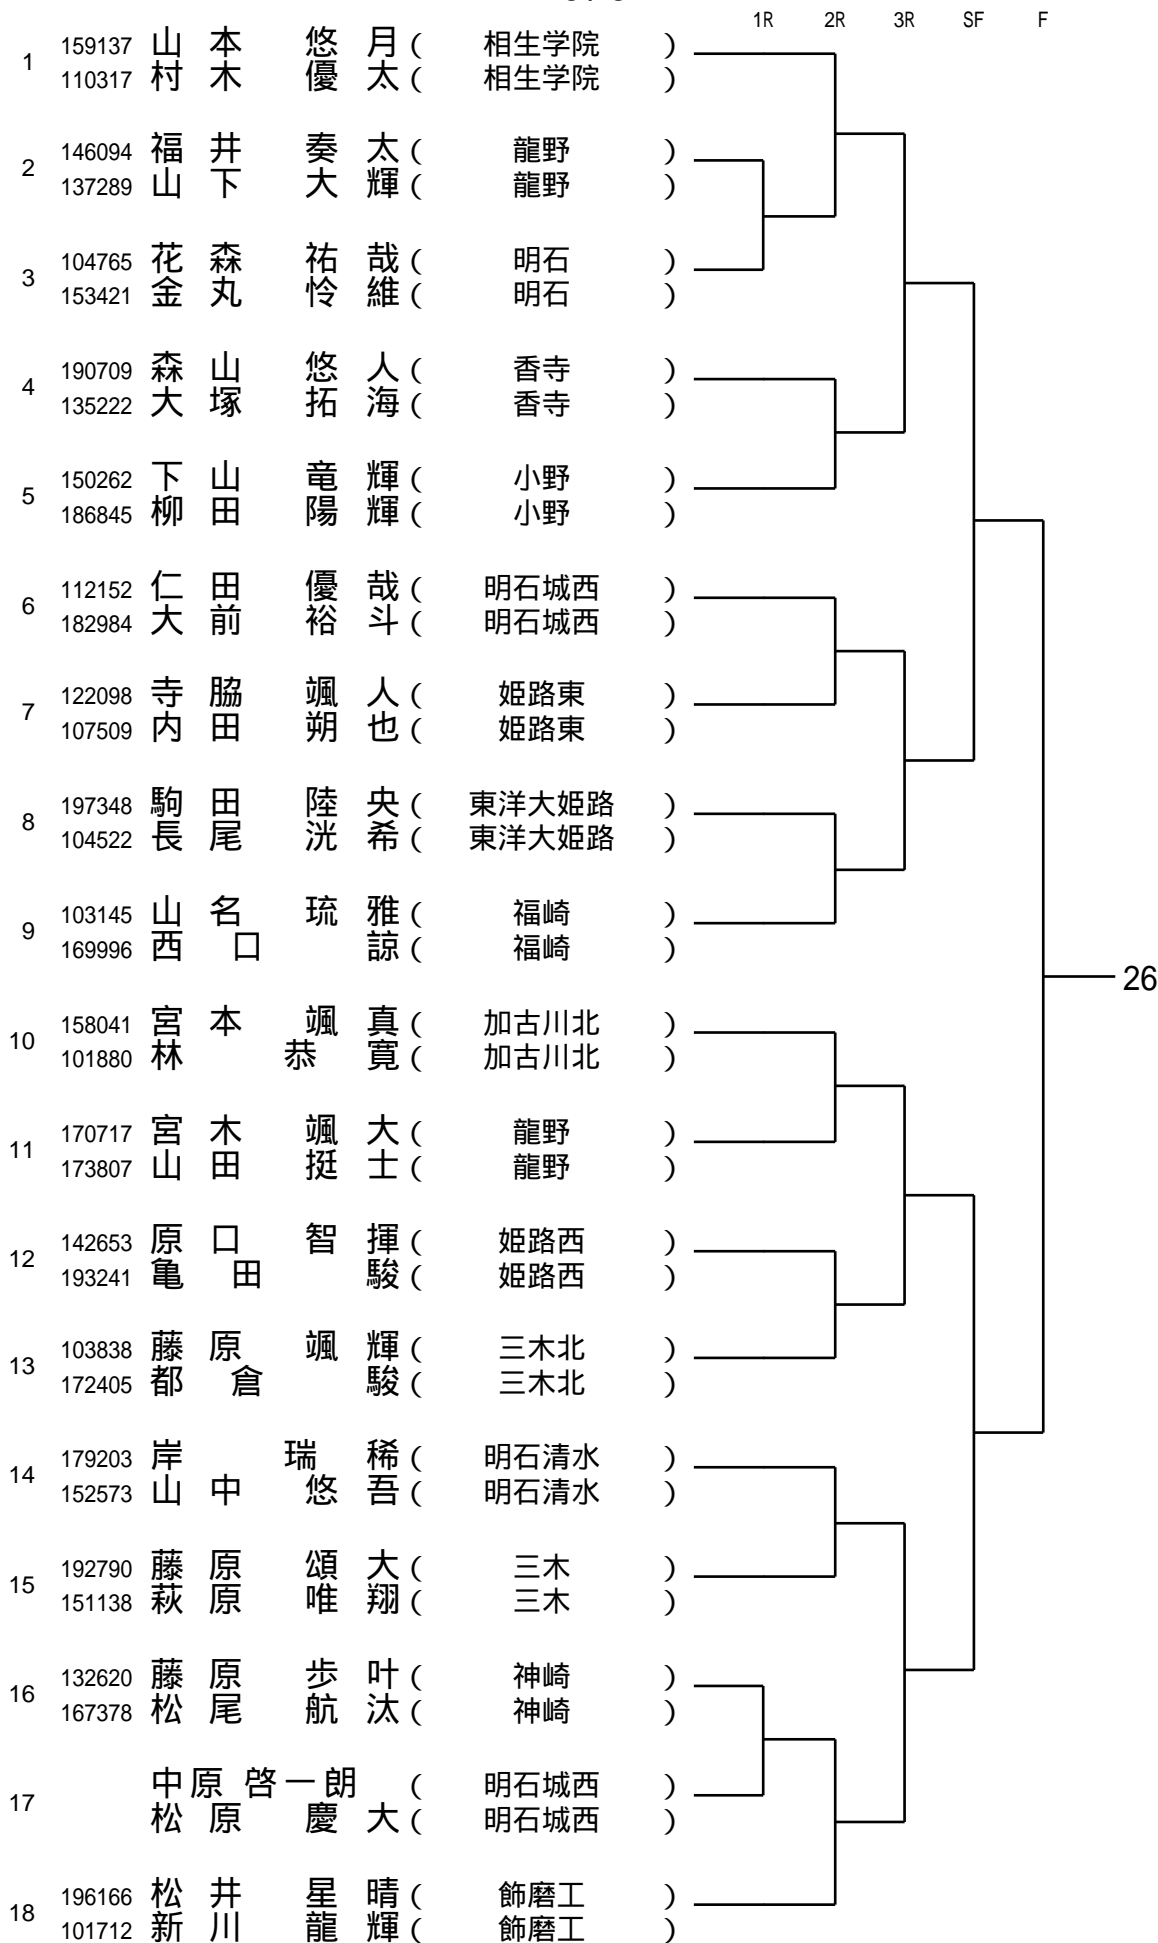 1R 2R 3R SF F
1
159137 山本 悠月 ( 相生学院 )
110317 村木 優太 ( 相生学院 )
2
146094 福井 奏太 ( 龍野 )
137289 山下 大輝 ( 龍野 )
3
104765 花森 祐哉 ( 明石 )
153421 金丸 怜維 ( 明石 )
4
190709 森山 悠人 ( 香寺 )
135222 大塚 拓海 ( 香寺 )
5
150262 下山 竜輝 ( 小野 )
186845 柳田 陽輝 ( 小野 )
6
112152 仁田 優哉 ( 明石城西 )
182984 大前 裕斗 ( 明石城西 )
7
122098 寺脇 颯人 ( 姫路東 )
107509 内田 朔也 ( 姫路東 )
8
197348 駒田 陸央 ( 東洋大姫路 )
104522 長尾 洸希 ( 東洋大姫路 )
9
103145 山名 琉雅 ( 福崎 )
169996 西口 諒 ( 福崎 )
26
10
158041 宮本 颯真 ( 加古川北 )
101880 林 恭寛 ( 加古川北 )
11
170717 宮木 颯大 ( 龍野 )
173807 山田 挺士 ( 龍野 )
12
142653 原口 智揮 ( 姫路西 )
193241 亀田 駿 ( 姫路西 )
13
103838 藤原 颯輝 ( 三木北 )
172405 都倉 駿 ( 三木北 )
14
179203 岸 瑞稀 ( 明石清水 )
152573 山中 悠吾 ( 明石清水 )
15
192790 藤原 頌大 ( 三木 )
151138 萩原 唯翔 ( 三木 )
16
132620 藤原 歩叶 ( 神崎 )
167378 松尾 航汰 ( 神崎 )
17
中原 啓一朗 ( 明石城西 )
松原 慶大 ( 明石城西 )
18
196166 松井 星晴 ( 飾磨工 )
101712 新川 龍輝 ( 飾磨工 )